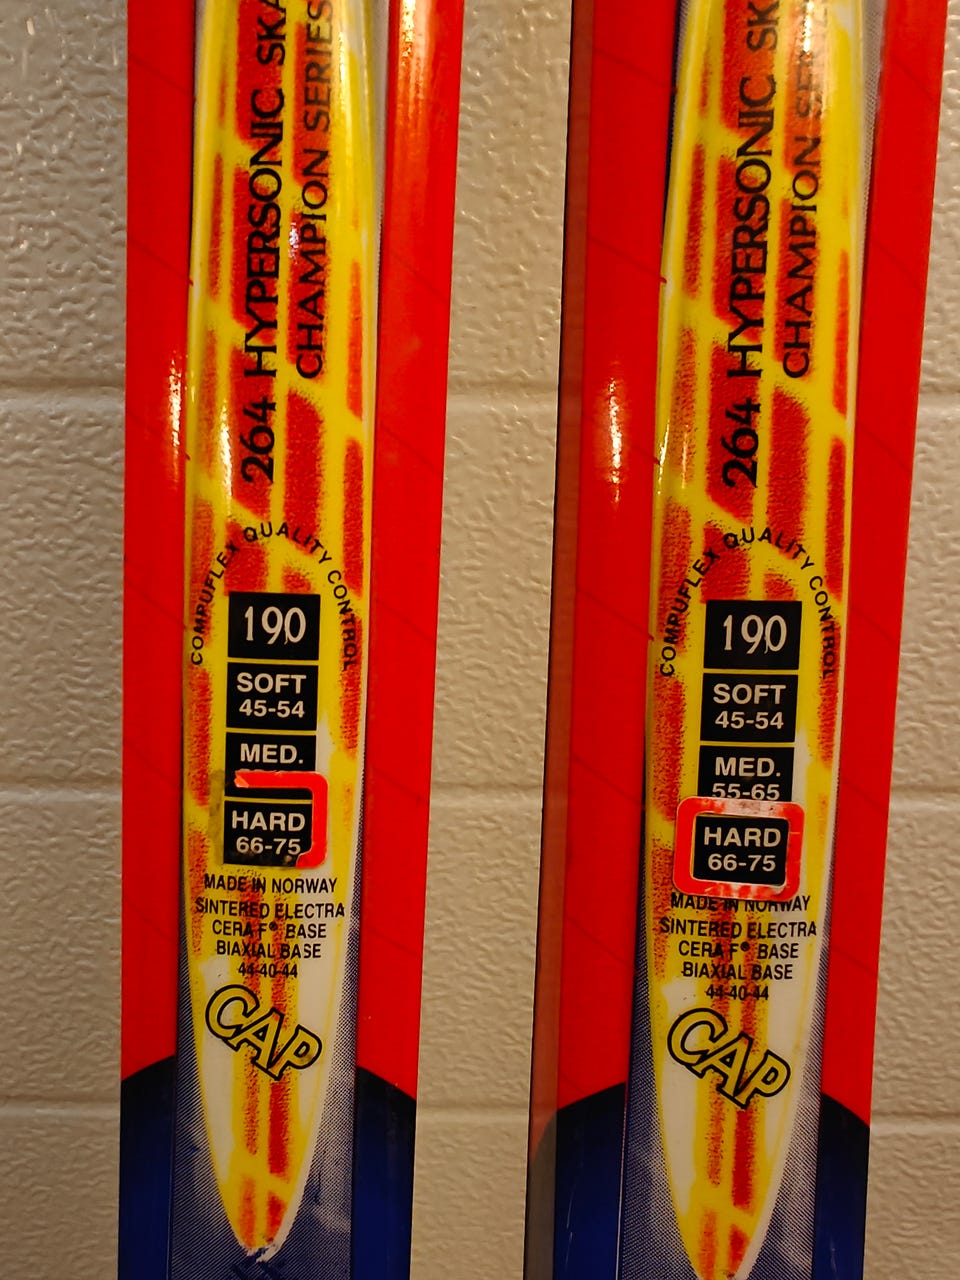 264 HYPERSONIC
CHAMPION SERIES
COMPUFLEX QUALITY CONTROL
190
SOFT
45-54
MED.
HARD
66-75
MADE IN NORWAY
SINTERED ELECTRA
CERA F® BASE
BIAXIAL BASE
44-40-44
CAP
264 HYPERSONIC
CHAMPION
COMPUFLEX QUALITY CONTROL
190
SOFT
45-54
MED.
55-65
HARD
66-75
MADE IN NORWAY
SINTERED ELECTRA
CERA F® BASE
BIAXIAL BASE
44-40-44
CAP